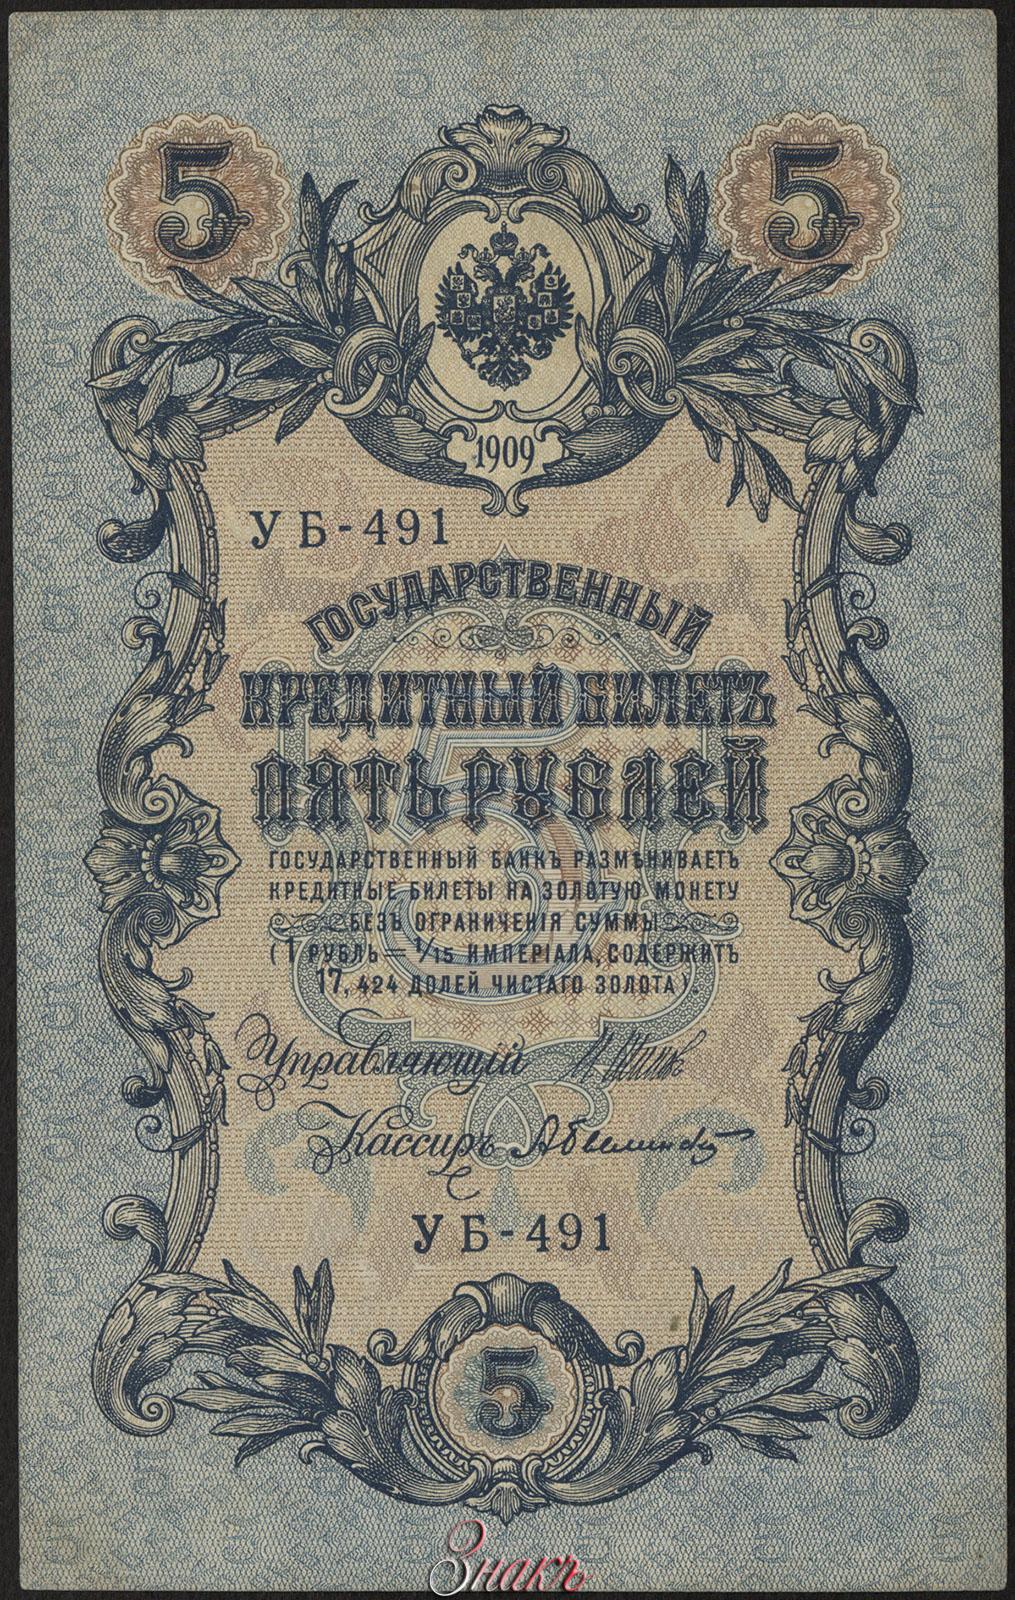 5 5
1909
УБ-491
ГОСУДАРСТВЕННЫЙ
КРЕДИТНЫЙ БИЛЕТЪ
ПЯТЬ РУБЛЕЙ
ГОСУДАРСТВЕННЫЙ БАНКЪ РАЗМѢНИВАЕТЪ
КРЕДИТНЫЕ БИЛЕТЫ НА ЗОЛОТУЮ МОНЕТУ
БЕЗЪ ОГРАНИЧЕНІЯ СУММЫ
(1 РУБЛЬ = 1/15 ИМПЕРІАЛА, СОДЕРЖИТЪ
17,424 ДОЛЕЙ ЧИСТАГО ЗОЛОТА).
Управляющій
Кассиръ
УБ-491
5
Знакъ